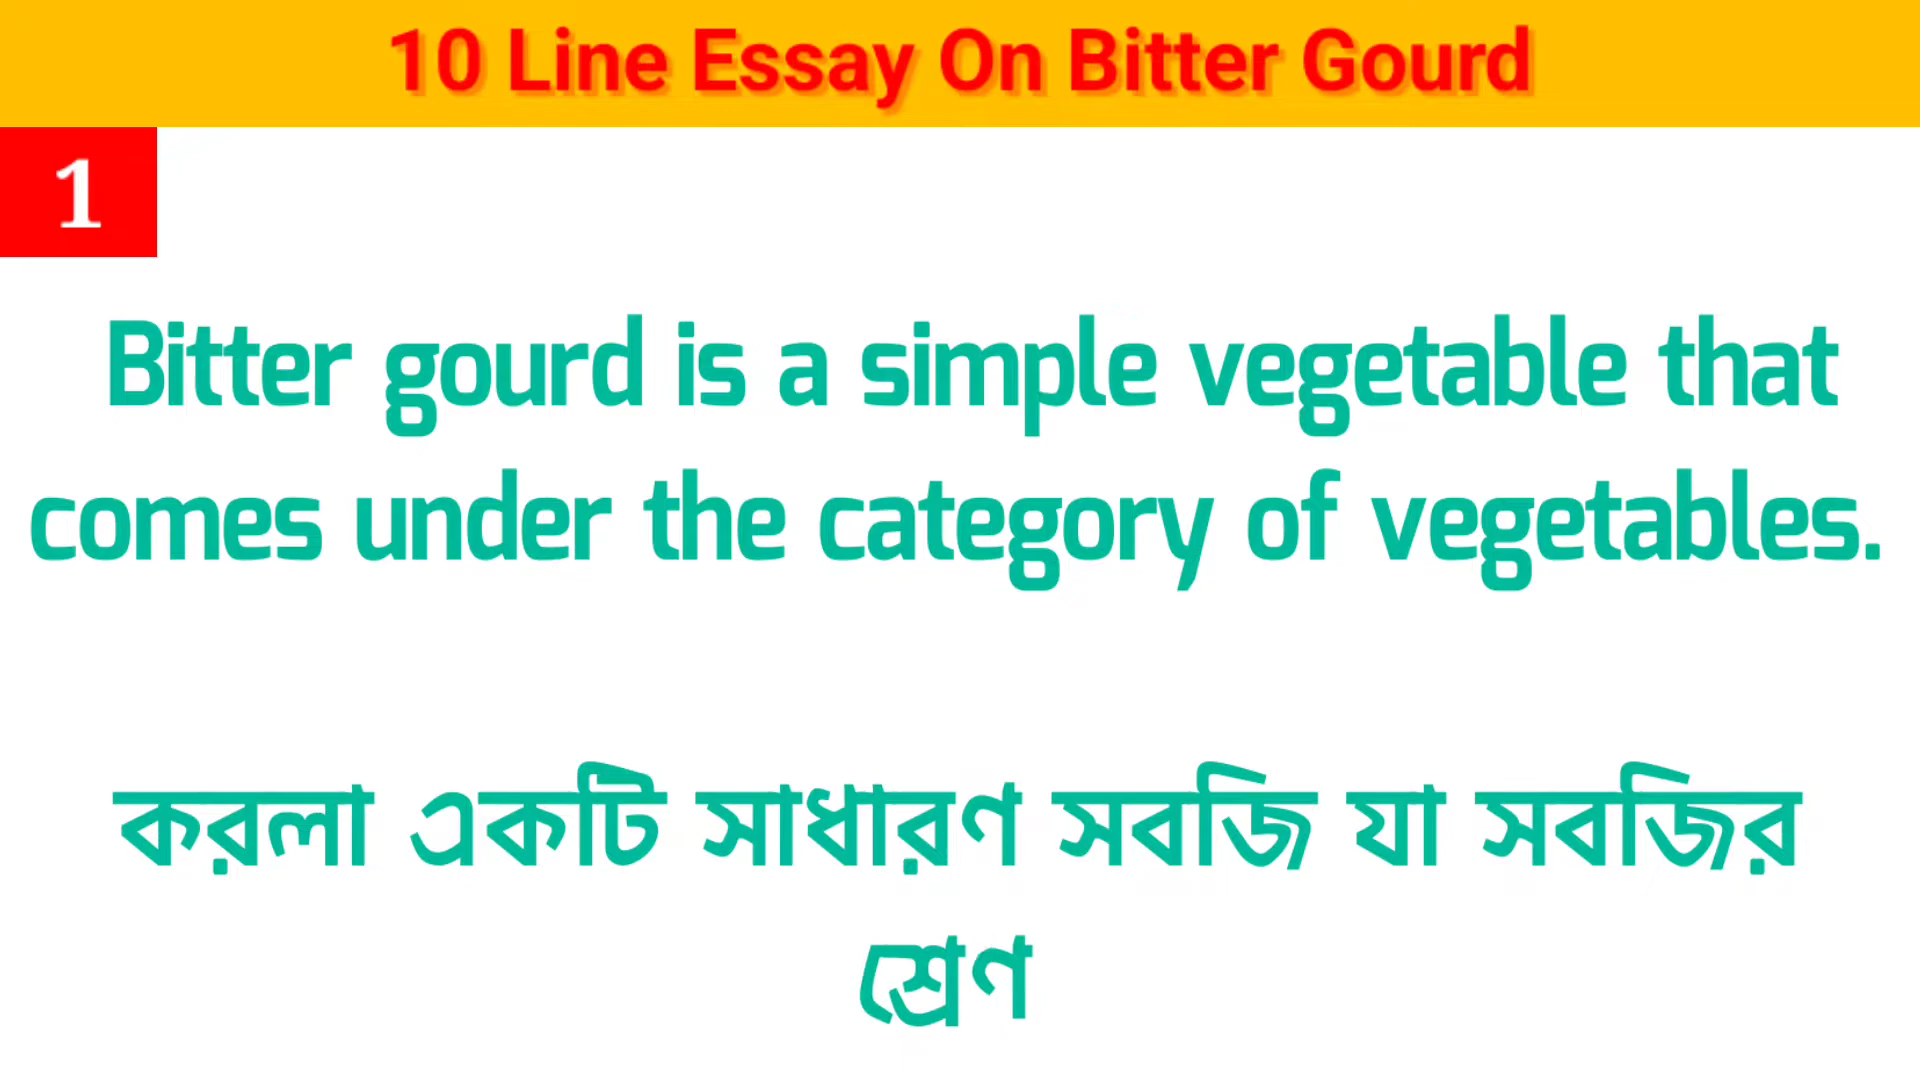 10 Line Essay On Bitter Gourd
1
Bitter gourd is a simple vegetable that
comes under the category of vegetables.
করলা একটি সাধারণ সবজি যা সবজির
শ্রেণ